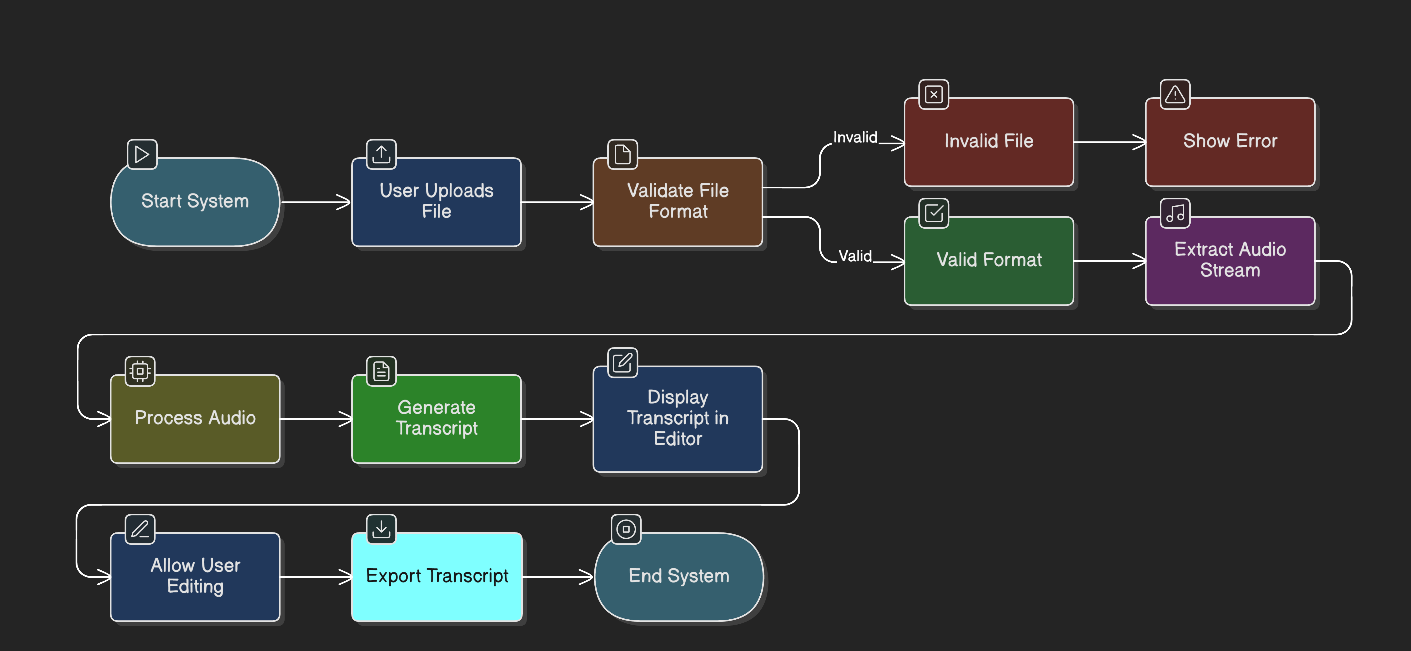 Start System
User Uploads
File
Validate File
Format
Invalid
Invalid File
Show Error
Valid
Valid Format
Extract Audio
Stream
Process Audio
Generate
Transcript
Display
Transcript in
Editor
Allow User
Editing
Export Transcript
End System